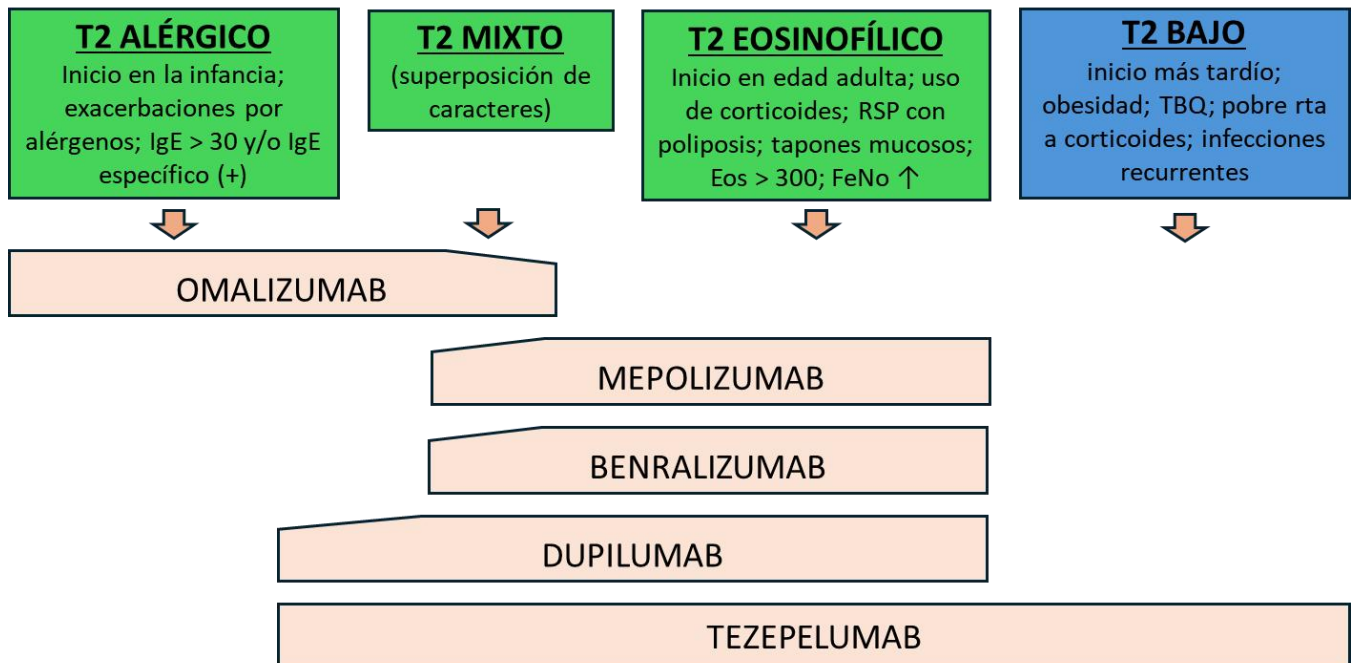 T2 ALÉRGICO
Inicio en la infancia;
exacerbaciones por
alérgenos; IgE > 30 y/o IgE
específico (+)
T2 MIXTO
(superposición de
caracteres)
T2 EOSINOFÍLICO
Inicio en edad adulta; uso
de corticoides; RSP con
poliposis; tapones mucosos;
Eos > 300; FeNo ↑
T2 BAJO
inicio más tardío;
obesidad; TBQ; pobre rta
a corticoides; infecciones
recurrentes
OMALIZUMAB
MEPOLIZUMAB
BENRALIZUMAB
DUPILUMAB
TEZEPELUMAB